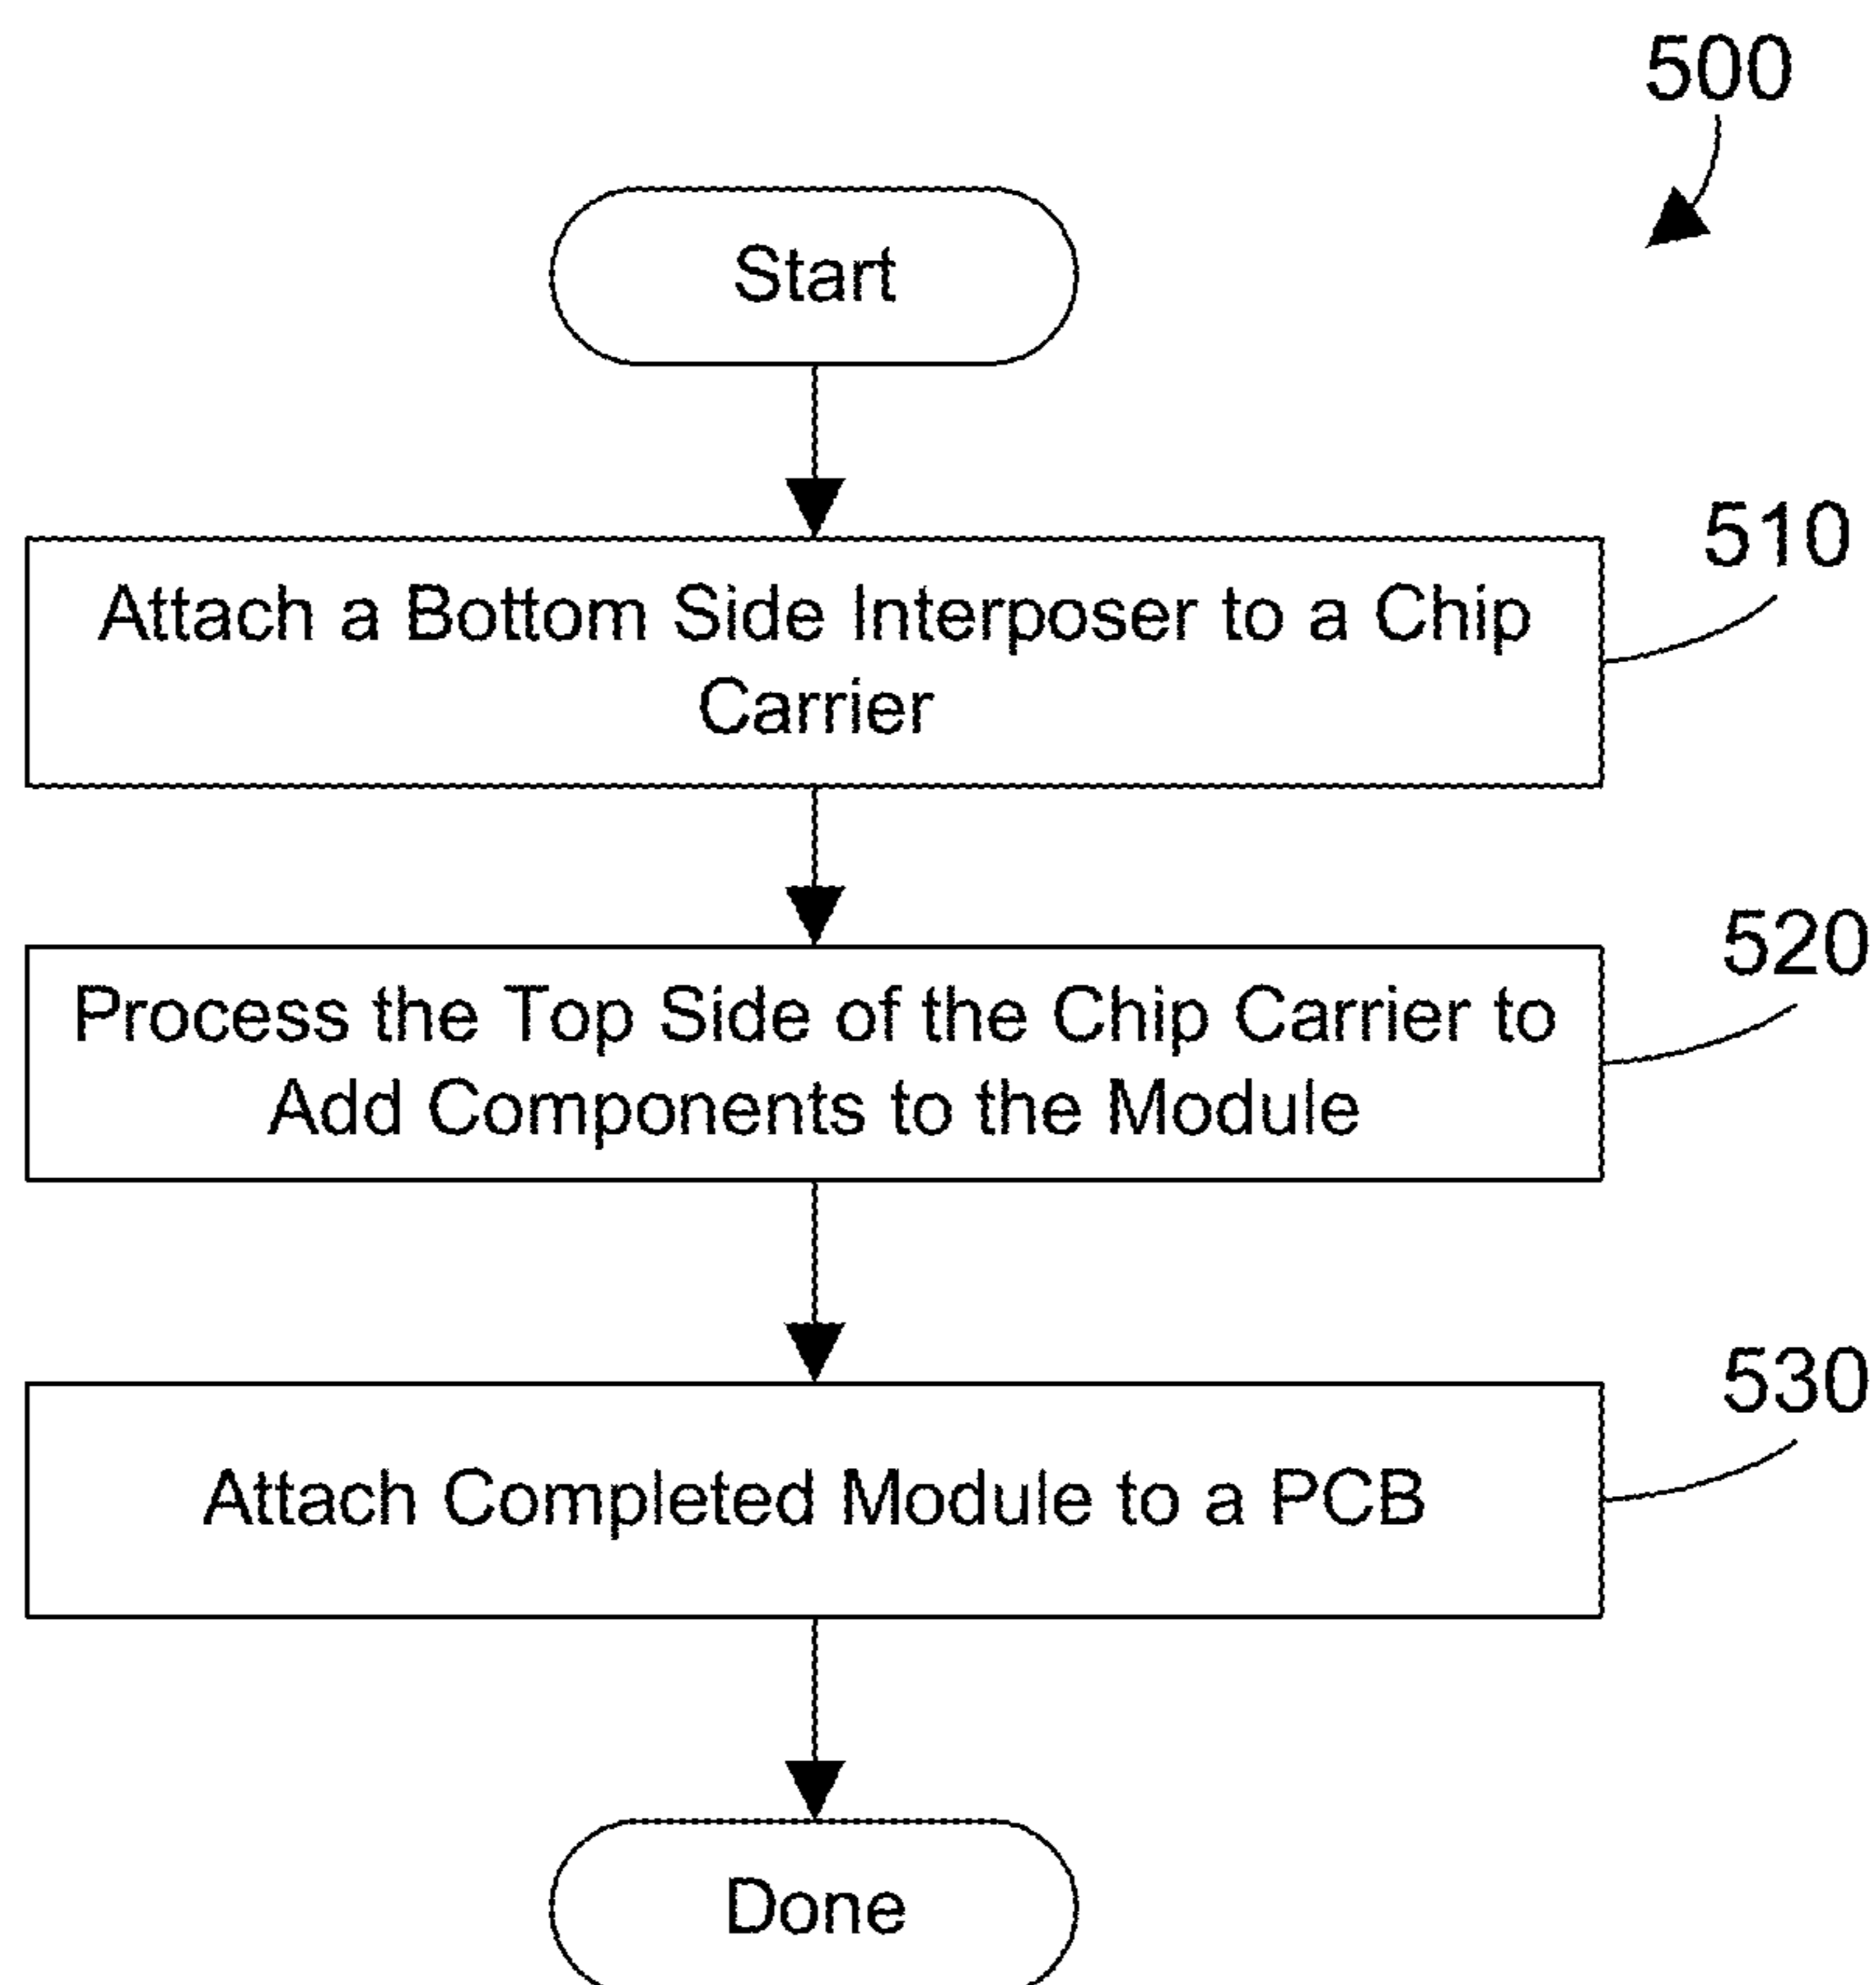 500
Start
510
Attach a Bottom Side Interposer to a Chip
Carrier
520
Process the Top Side of the Chip Carrier to
Add Components to the Module
530
Attach Completed Module to a PCB
Done